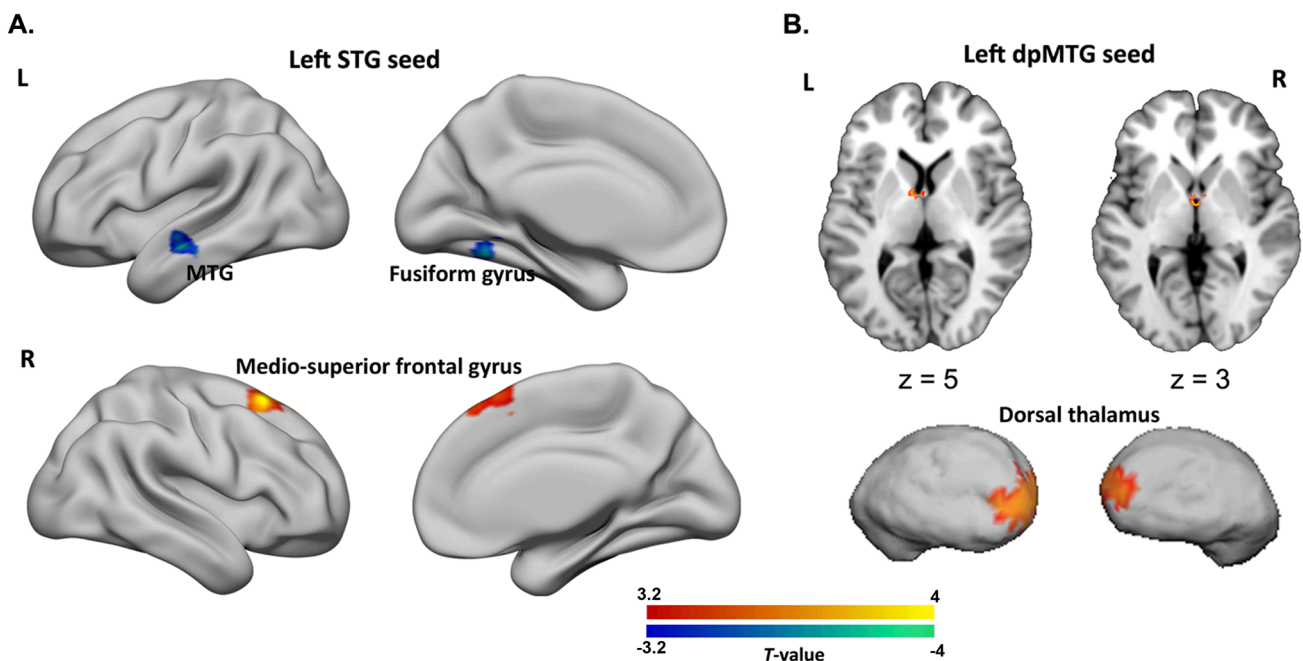 A.
Left STG seed
L
MTG
Fusiform gyrus
R
Medio-superior frontal gyrus
B.
Left dpMTG seed
L
R
z = 5
z = 3
Dorsal thalamus
3.2
4
-3.2
-4
T-value